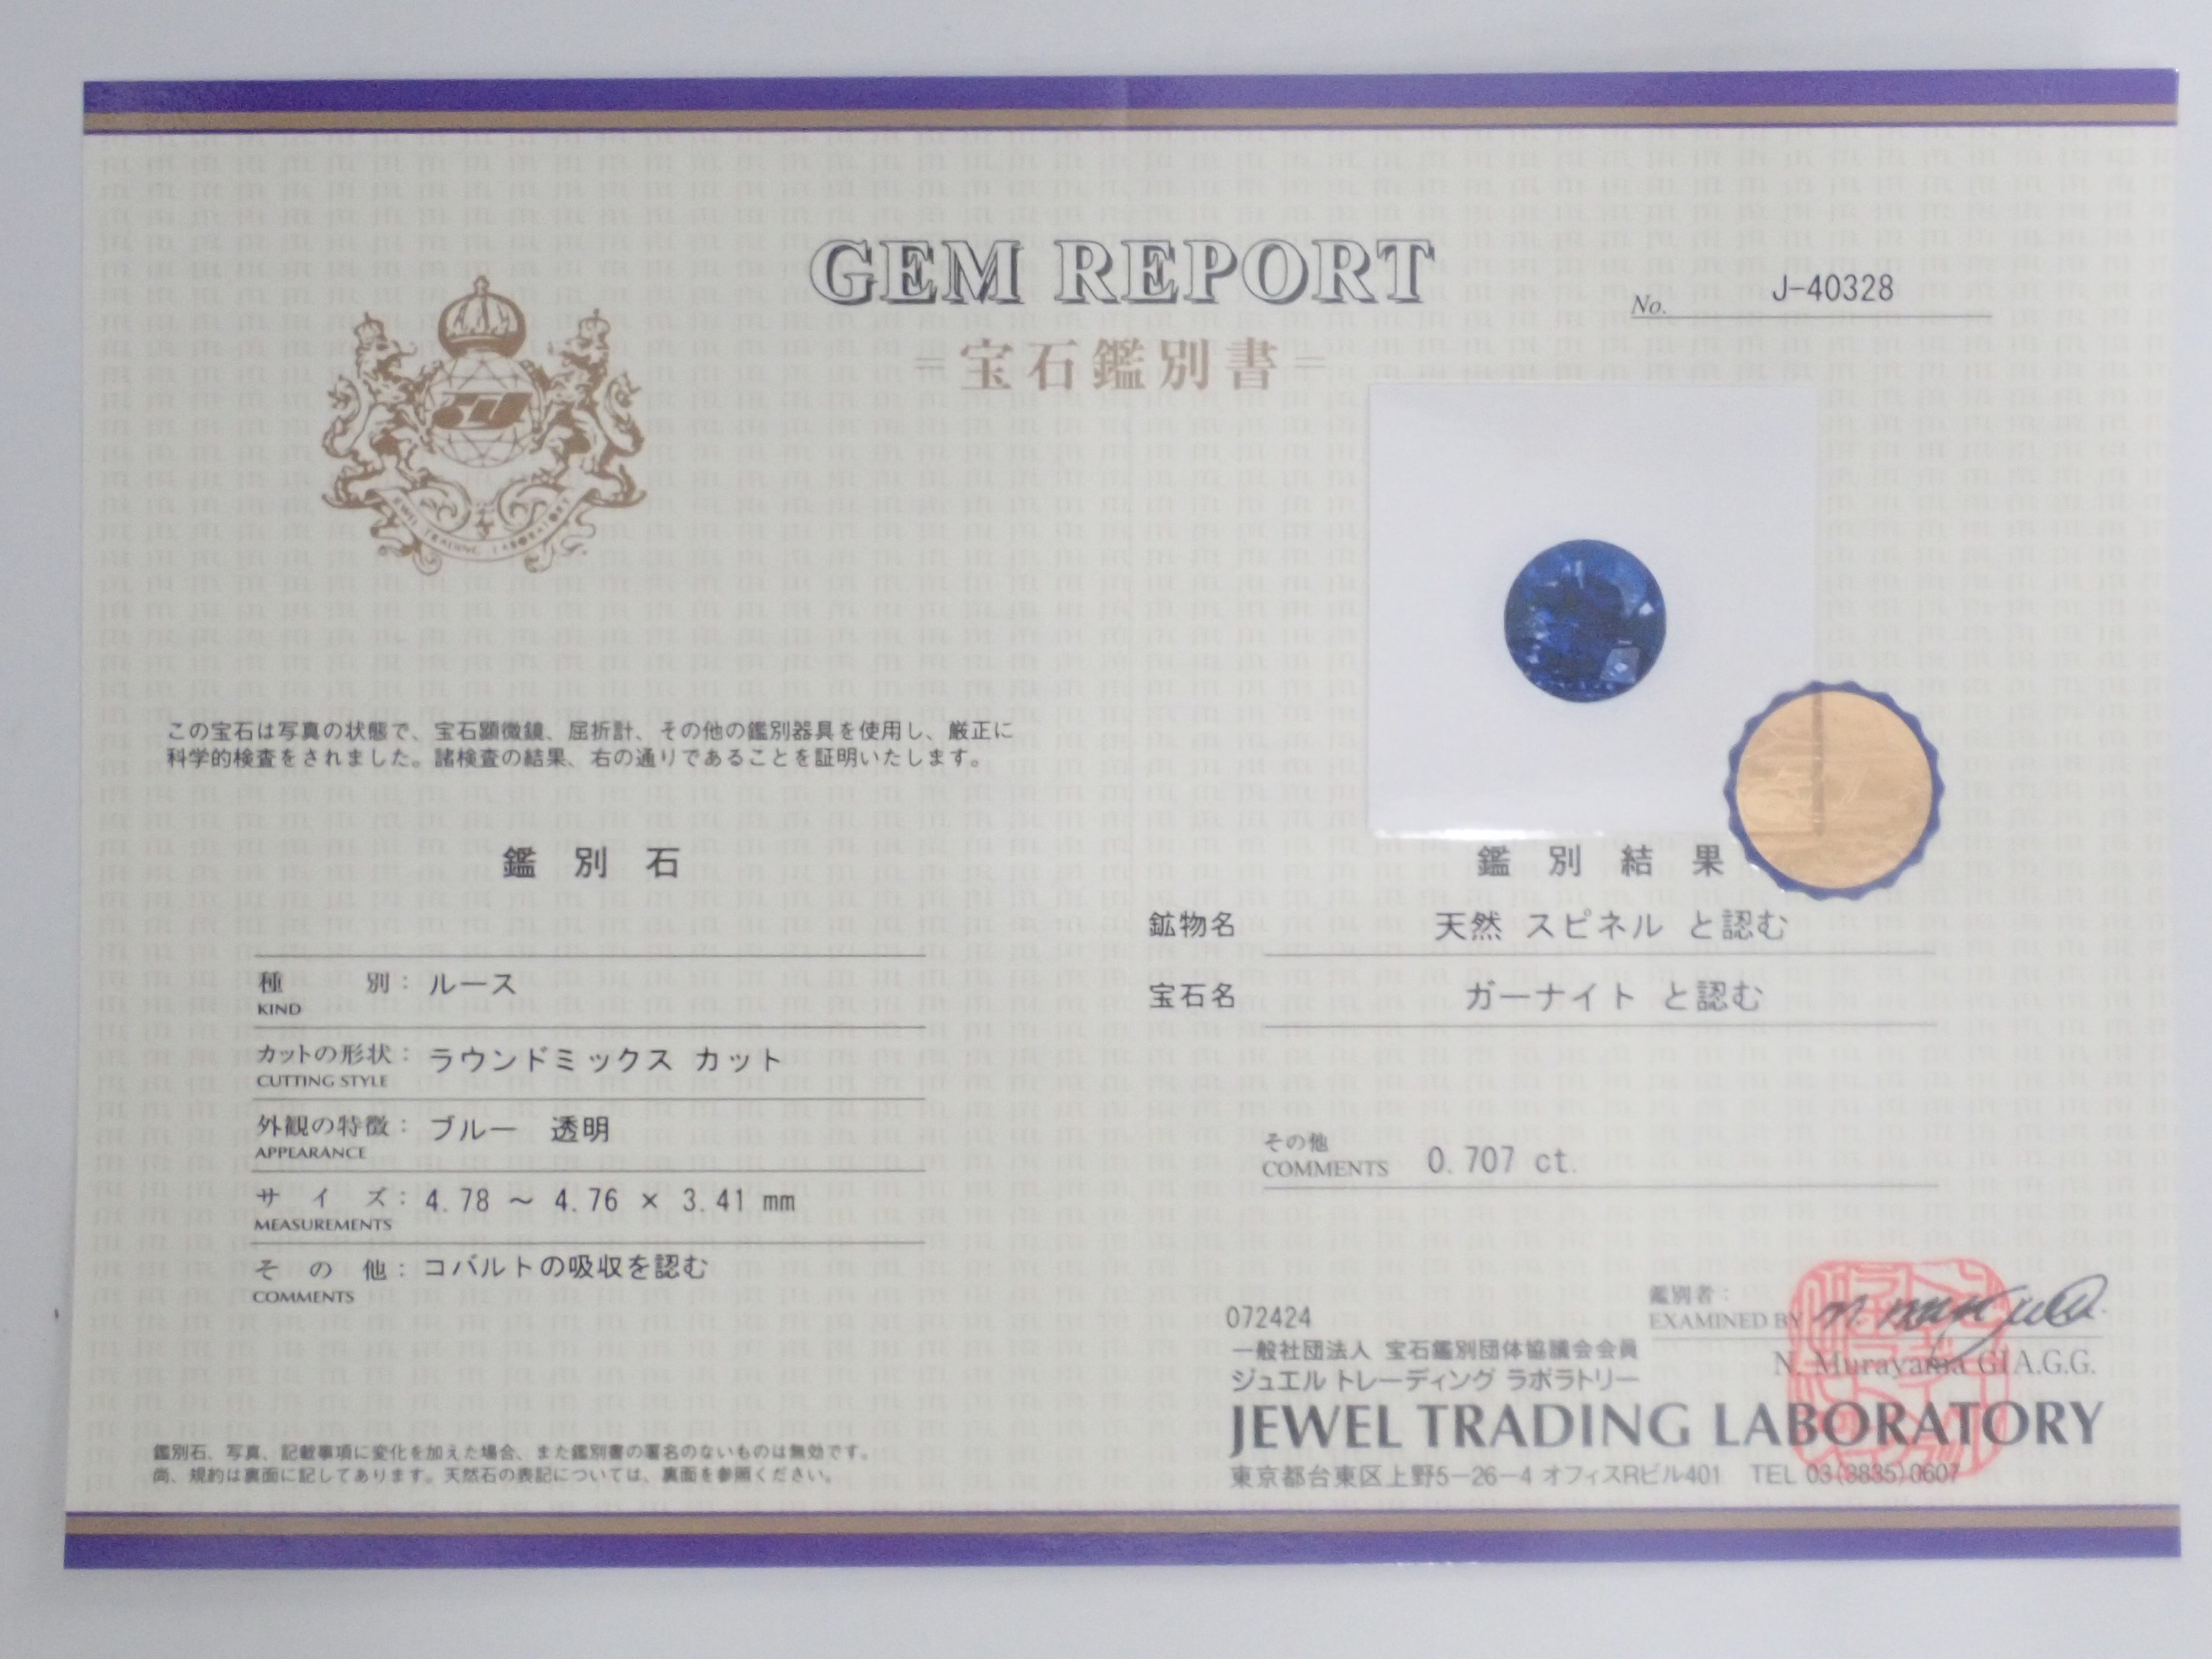 GEM REPORT
No. J-40328
=宝石鑑別書=
TRADING LABORATORY
この宝石は写真の状態で、宝石顕微鏡、屈折計、その他の鑑別器具を使用し、厳正に
科学的検査をされました。諸検査の結果、右の通りであることを証明いたします。
鑑別石
種別: ルース
KIND
カットの形状: ラウンドミックス カット
CUTTING STYLE
外観の特徴: ブルー 透明
APPEARANCE
サイズ: 4.78 ~ 4.76 × 3.41 mm
MEASUREMENTS
その他: コバルトの吸収を認む
COMMENTS
鑑別石、写真、記載事項に変化を加えた場合、また鑑別書の署名のないものは無効です。
尚、規約は裏面に記してあります。天然石の表記については、裏面を参照ください。
鑑別結果
鉱物名 天然 スピネル と認む
宝石名 ガーナイト と認む
その他
COMMENTS 0.707 ct.
072424
鑑別者:
EXAMINED BY
N. Murayama GIA.G.G.
一般社団法人 宝石鑑別団体協議会会員
ジュエル トレーディング ラボラトリー
JEWEL TRADING LABORATORY
東京都台東区上野5-26-4 オフィスRビル401 TEL 03(3835)0607